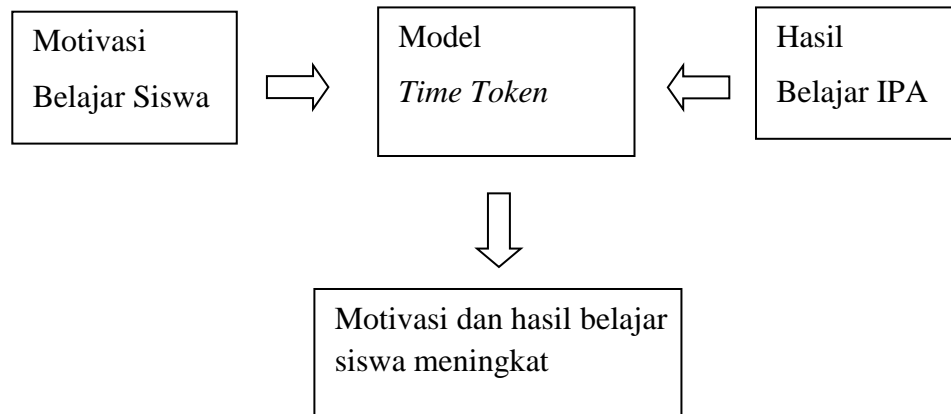 Motivasi
Belajar Siswa
Model
Time Token
Hasil
Belajar IPA
Motivasi dan hasil belajar
siswa meningkat